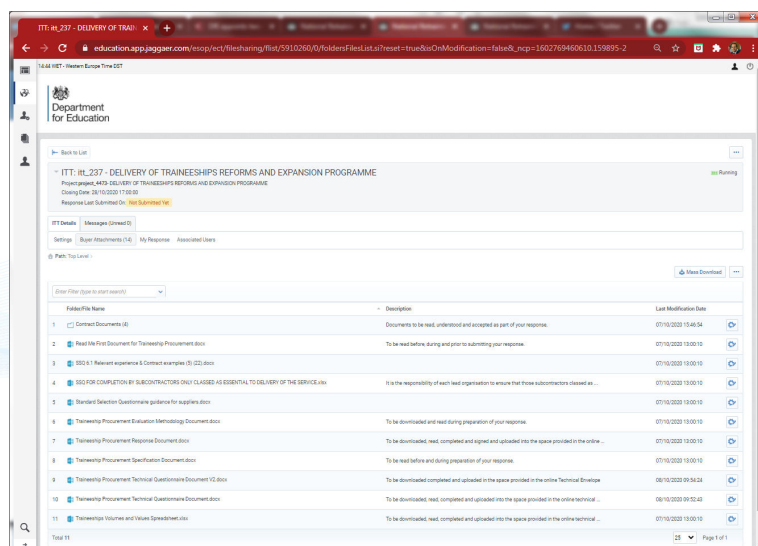 ITT: itt_237 - DELIVERY OF TRAIN
education.app.jaggaer.com/esop/ect/filesharing/flist/5910260/0/foldersFilesList.si?reset=true&isOnModification=false&_ncp=1602769460610.159895-2
14:44 WET - Western Europe Time DST
Department
for Education
Back to List
ITT: itt_237 - DELIVERY OF TRAINEESHIPS REFORMS AND EXPANSION PROGRAMME
Running
Project project_4473- DELIVERY OF TRAINEESHIPS REFORMS AND EXPANSION PROGRAMME
Closing Date: 28/10/2020 17:00:00
Response Last Submitted On: Not Submitted Yet
ITT Details Messages (Unread 0)
Settings Buyer Attachments (14) My Response Associated Users
Path: Top Level ›
Mass Download
Enter Filter (type to start search)
Folder/File Name Description Last Modification Date
1 Contract Documents (4) Documents to be read, understood and accepted as part of your response. 07/10/2020 15:46:54
2 Read Me First Document for Traineeship Procurement.docx To be read before, during and prior to submitting your response. 07/10/2020 13:00:10
3 SSQ 6.1 Relevant experience & Contract examples (5) (22).docx 07/10/2020 13:00:10
4 SSQ FOR COMPLETION BY SUBCONTRACTORS ONLY CLASSED AS ESSENTIAL TO DELIVERY OF THE SERVICE.xlsx It is the responsibility of each lead organisation to ensure that those subcontractors classed as ... 07/10/2020 13:00:10
5 Standard Selection Questionnaire guidance for suppliers.docx 07/10/2020 13:00:10
6 Traineeship Procurement Evaluation Methodology Document.docx To be downloaded and read during preparation of your response. 07/10/2020 13:00:10
7 Traineeship Procurement Response Document.docx To be downloaded, read, completed and signed and uploaded into the space provided in the online ... 07/10/2020 13:00:10
8 Traineeship Procurement Specification Document.docx To be read before and during preparation of your response. 07/10/2020 13:00:10
9 Traineeship Procurement Technical Questionnaire Document V2.docx To be downloaded completed and uploaded in the space provided in the online Technical Envelope 08/10/2020 09:54:24
10 Traineeship Procurement Technical Questionnaire Document.docx To be downloaded, read, completed and uploaded into the space provided in the online technical ... 08/10/2020 09:52:43
11 Traineeships Volumes and Values Spreadsheet.xlsx To be downloaded, read, completed and uploaded into the space provided in the online technical ... 07/10/2020 13:00:10
Total 11 25 Page 1 of 1